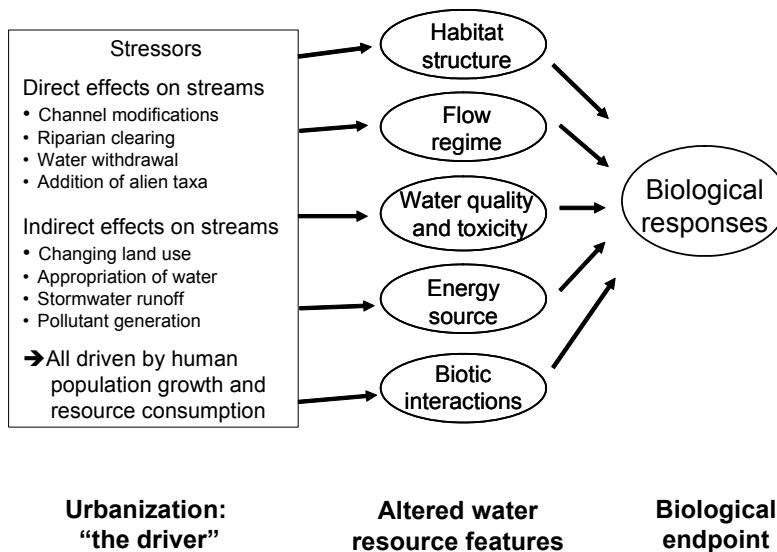 Stressors
Direct effects on streams
• Channel modifications
• Riparian clearing
• Water withdrawal
• Addition of alien taxa
Indirect effects on streams
• Changing land use
• Appropriation of water
• Stormwater runoff
• Pollutant generation
➔All driven by human
population growth and
resource consumption
Habitat
structure
Flow
regime
Water quality
and toxicity
Energy
source
Biotic
interactions
Biological
responses
Urbanization:
“the driver”
Altered water
resource features
Biological
endpoint